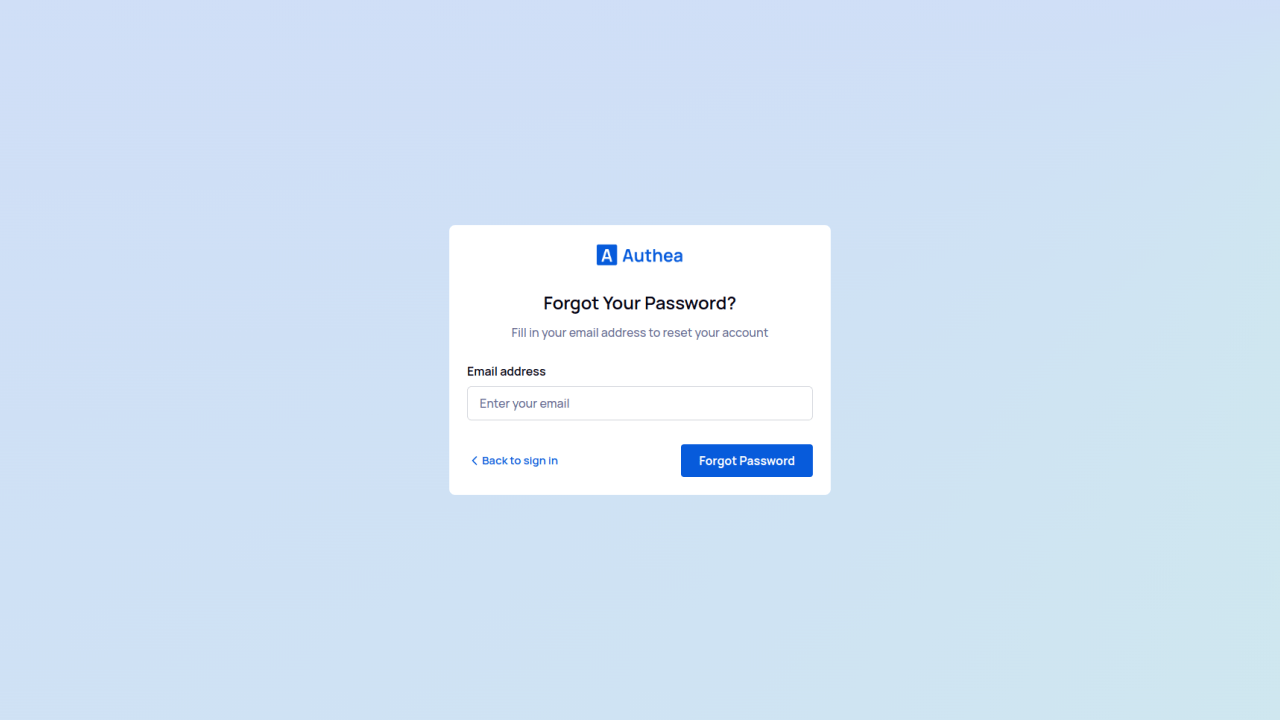 A Authea
Forgot Your Password?
Fill in your email address to reset your account
Email address
Enter your email
Back to sign in
Forgot Password